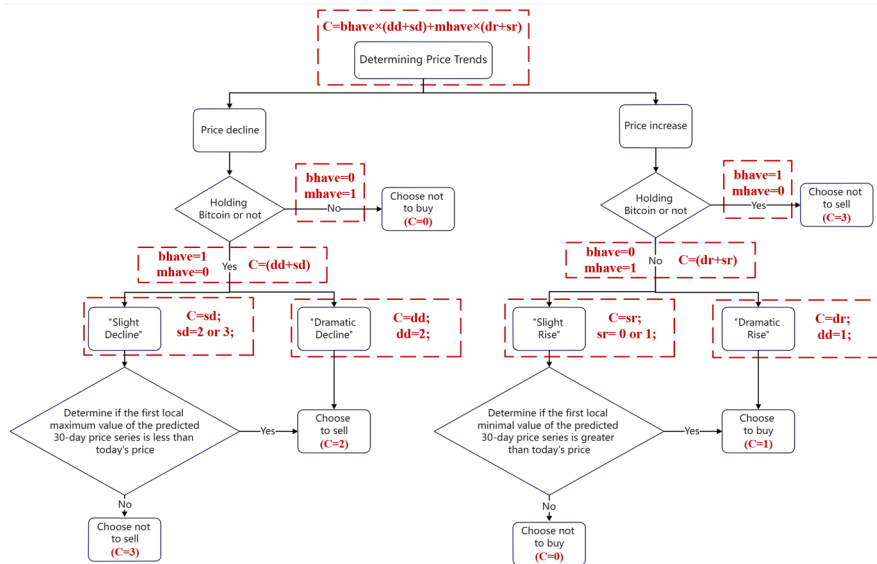 C=bhave×(dd+sd)+mhave×(dr+sr)
Determining Price Trends
Price decline
Price increase
Holding
Bitcoin or not
bhave=0
mhave=1
No
Choose not
to buy
(C=0)
Holding
Bitcoin or not
bhave=1
mhave=0
Yes
Choose not
to sell
(C=3)
bhave=1
mhave=0
Yes
C=(dd+sd)
bhave=0
mhave=1
No
C=(dr+sr)
"Slight
Decline"
C=sd;
sd=2 or 3;
"Dramatic
Decline"
C=dd;
dd=2;
"Slight
Rise"
C=sr;
sr= 0 or 1;
"Dramatic
Rise"
C=dr;
dd=1;
Determine if the first local
maximum value of the predicted
30-day price series is less than
today's price
Yes
Choose
to sell
(C=2)
Determine if the first local
minimal value of the predicted
30-day price series is greater
than today's price
Yes
Choose
to buy
(C=1)
No
Choose not
to sell
(C=3)
No
Choose not
to buy
(C=0)